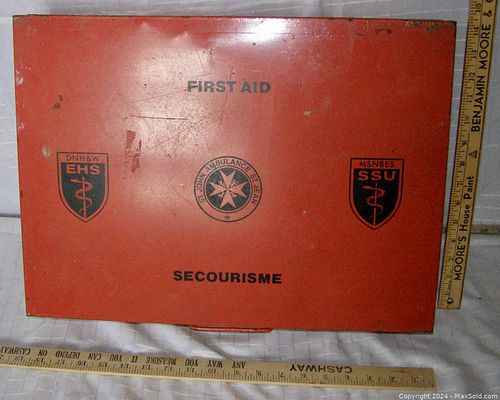 FIRST AID
DNH&W
EHS
ST. JOHN AMBULANCE ST-JEAN
MSNBES
SSU
SECOURISME
MOORE'S House Paint BENJAMIN MOORE &
CASHWAY ANY WAY YOU MEASURE IT YOU CAN DEPEND ON CASHWAY
Copyright 2024 - MaxSold.com